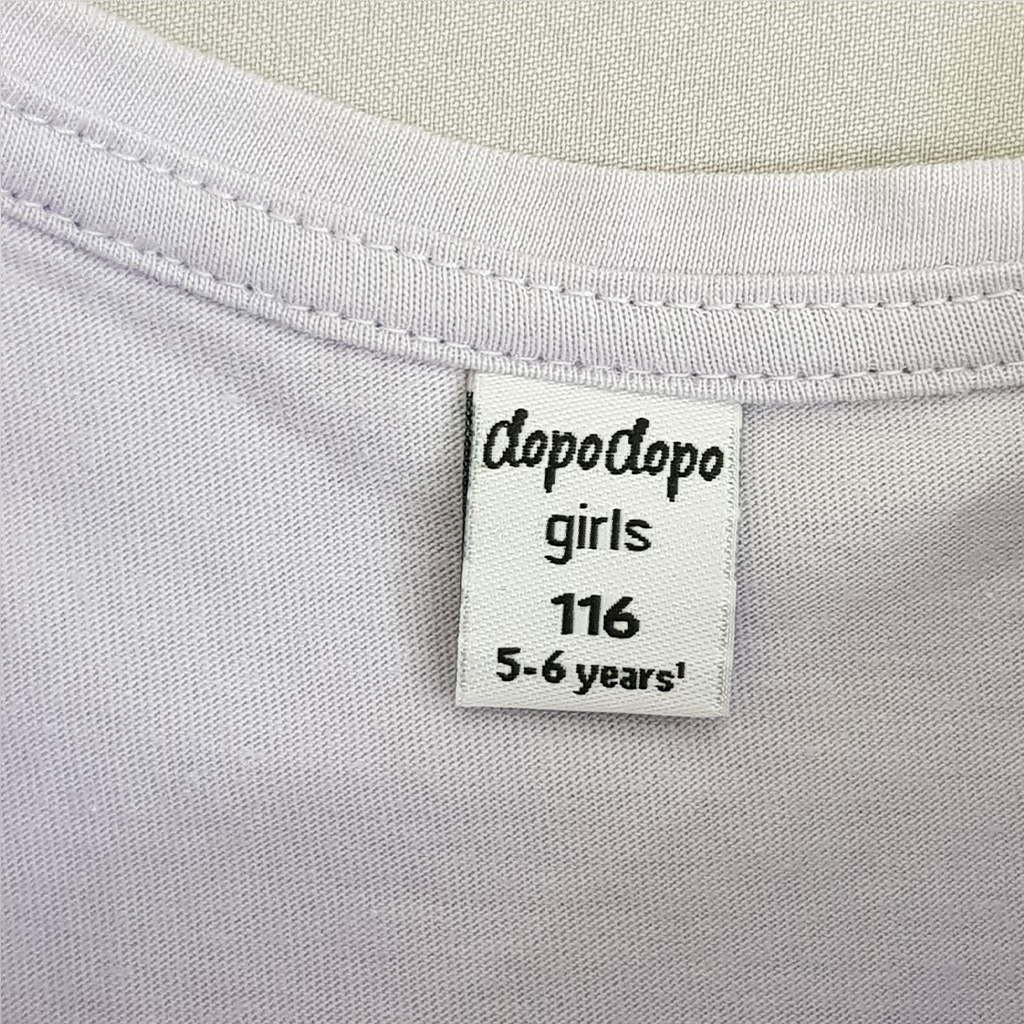 dopodopo
girls
116
5-6 years¹